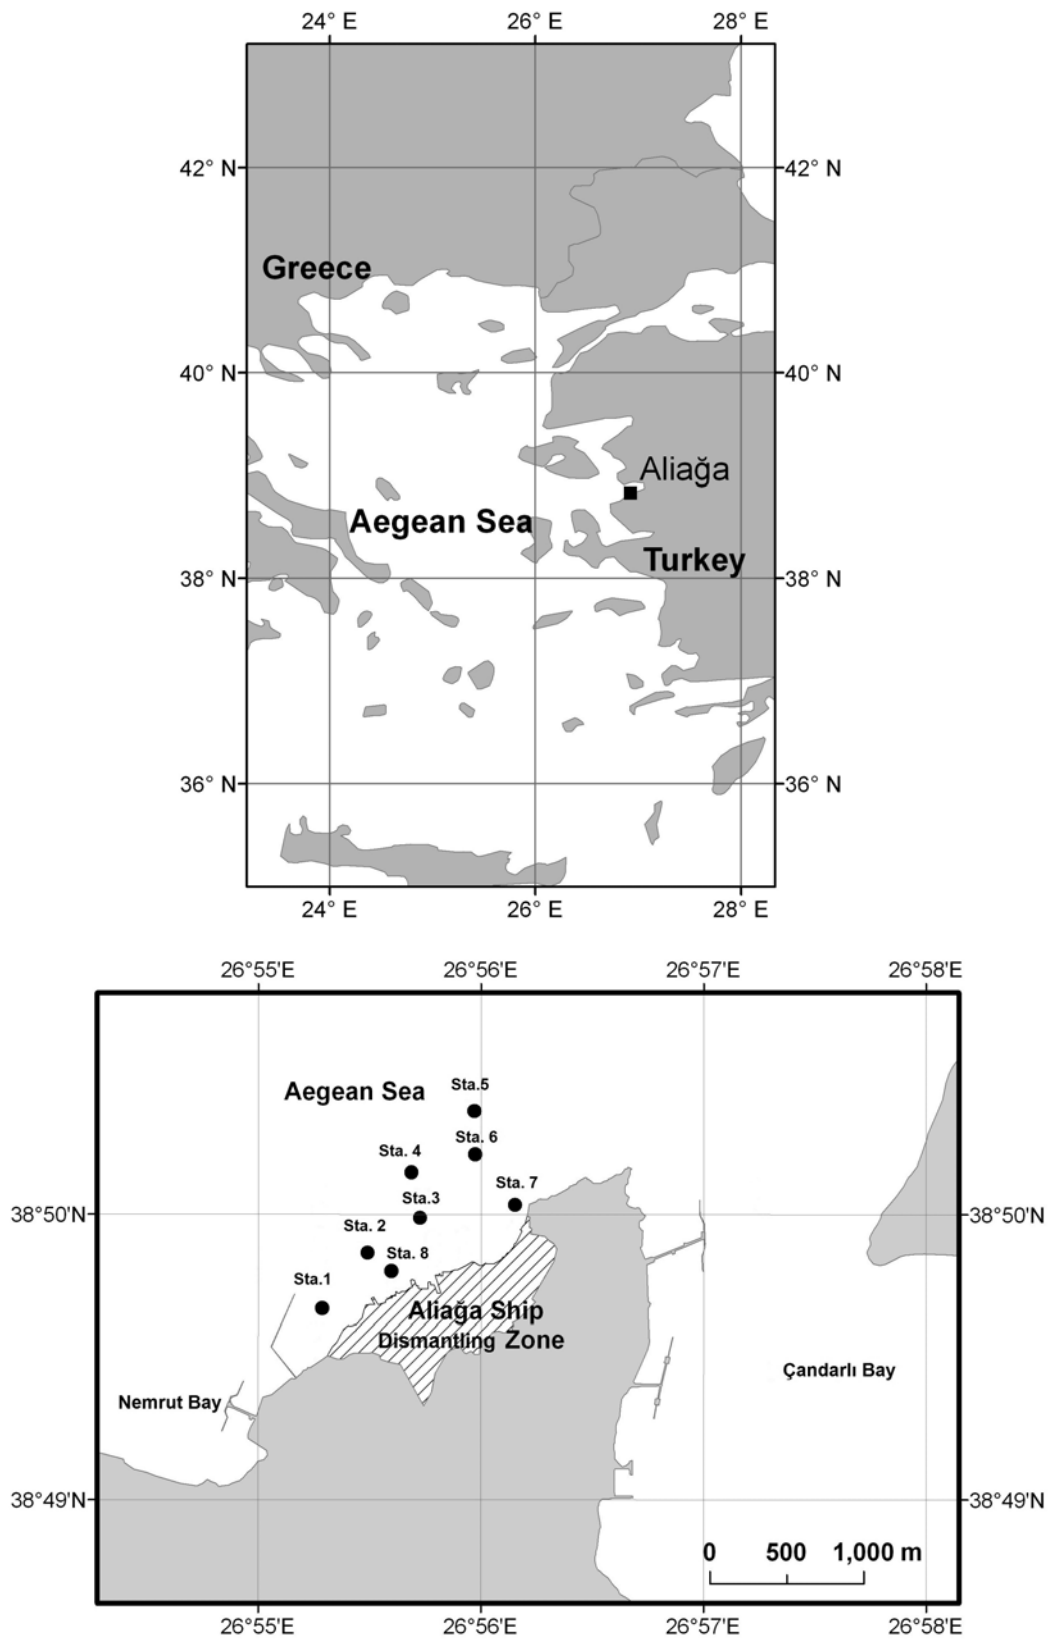 24° E 26° E 28° E
42° N 42° N
Greece
40° N 40° N
Aliağa
Aegean Sea
Turkey
38° N 38° N
36° N 36° N
24° E 26° E 28° E
26°55'E 26°56'E 26°57'E 26°58'E
Aegean Sea
Sta.5
Sta. 6
Sta. 4
Sta. 7
Sta.3
38°50'N 38°50'N
Sta. 2
Sta. 8
Sta.1
Aliağa Ship
Dismantling Zone
Çandarlı Bay
Nemrut Bay
38°49'N 38°49'N
0 500 1,000 m
26°55'E 26°56'E 26°57'E 26°58'E